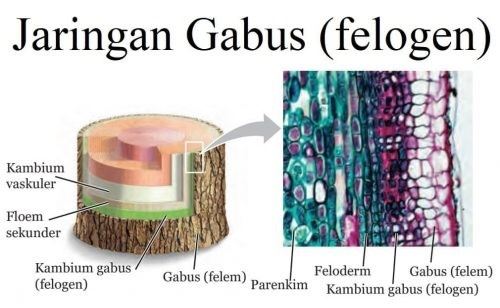 Jaringan Gabus (felogen)
Kambium
vaskuler
Floem
sekunder
Kambium gabus
(felogen)
Gabus (felem)
Parenkim
Feloderm
Kambium gabus (felogen)
Gabus (felem)